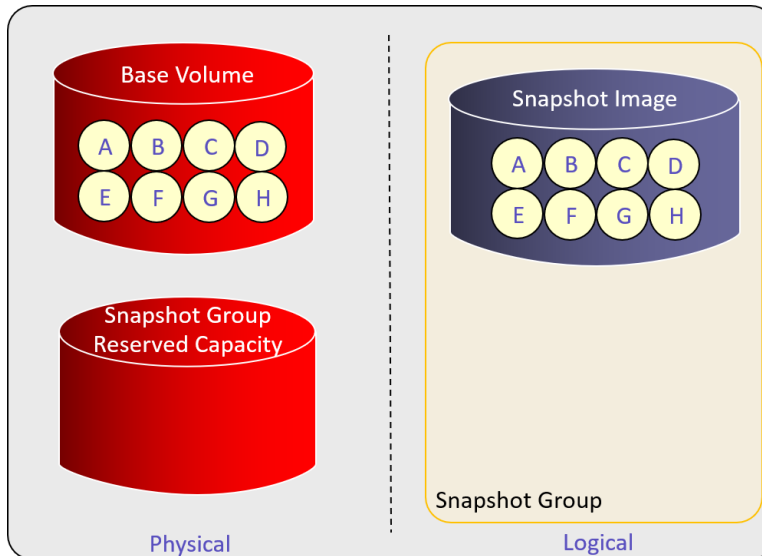 Base Volume
A B C D
E F G H
Snapshot Group
Reserved Capacity
Physical
Snapshot Image
A B C D
E F G H
Snapshot Group
Logical